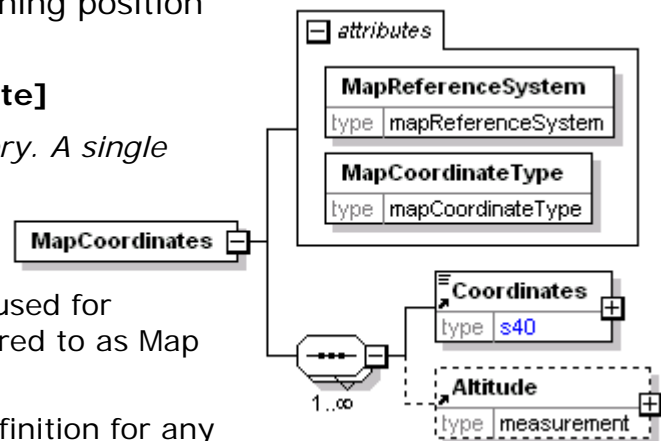 ning position
te]
ry. A single
used for
red to as Map
finition for any
attributes
MapReferenceSystem
type mapReferenceSystem
MapCoordinateType
type mapCoordinateType
MapCoordinates
Coordinates
type s40
1..∞
Altitude
type measurement